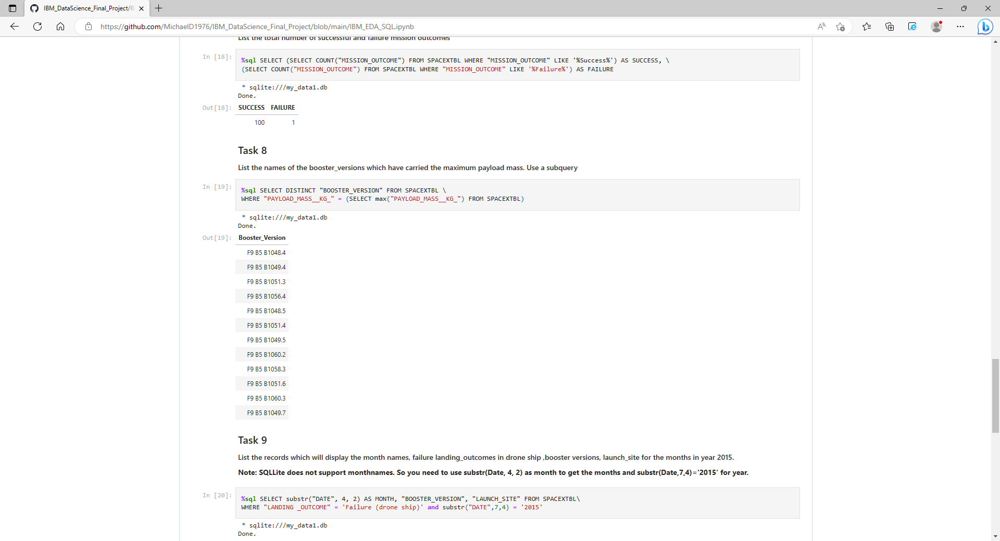 IBM_DataScience_Final_Project/IE
https://github.com/MichaelD1976/IBM_DataScience_Final_Project/blob/main/IBM_EDA_SQL.ipynb
List the total number of successful and failure mission outcomes
In [18]:
%sql SELECT (SELECT COUNT("MISSION_OUTCOME") FROM SPACEXTBL WHERE "MISSION_OUTCOME" LIKE '%Success%') AS SUCCESS, \
(SELECT COUNT("MISSION_OUTCOME") FROM SPACEXTBL WHERE "MISSION_OUTCOME" LIKE '%Failure%') AS FAILURE
* sqlite:///my_data1.db
Done.
Out[18]:
SUCCESS FAILURE
100 1
Task 8
List the names of the booster_versions which have carried the maximum payload mass. Use a subquery
In [19]:
%sql SELECT DISTINCT "BOOSTER_VERSION" FROM SPACEXTBL \
WHERE "PAYLOAD_MASS__KG_" = (SELECT max("PAYLOAD_MASS__KG_") FROM SPACEXTBL)
* sqlite:///my_data1.db
Done.
Out[19]:
Booster_Version
F9 B5 B1048.4
F9 B5 B1049.4
F9 B5 B1051.3
F9 B5 B1056.4
F9 B5 B1048.5
F9 B5 B1051.4
F9 B5 B1049.5
F9 B5 B1060.2
F9 B5 B1058.3
F9 B5 B1051.6
F9 B5 B1060.3
F9 B5 B1049.7
Task 9
List the records which will display the month names, failure landing_outcomes in drone ship ,booster versions, launch_site for the months in year 2015.
Note: SQLLite does not support monthnames. So you need to use substr(Date, 4, 2) as month to get the months and substr(Date,7,4)='2015' for year.
In [20]:
%sql SELECT substr("DATE", 4, 2) AS MONTH, "BOOSTER_VERSION", "LAUNCH_SITE" FROM SPACEXTBL\
WHERE "LANDING _OUTCOME" = 'Failure (drone ship)' and substr("DATE",7,4) = '2015'
* sqlite:///my_data1.db
Done.